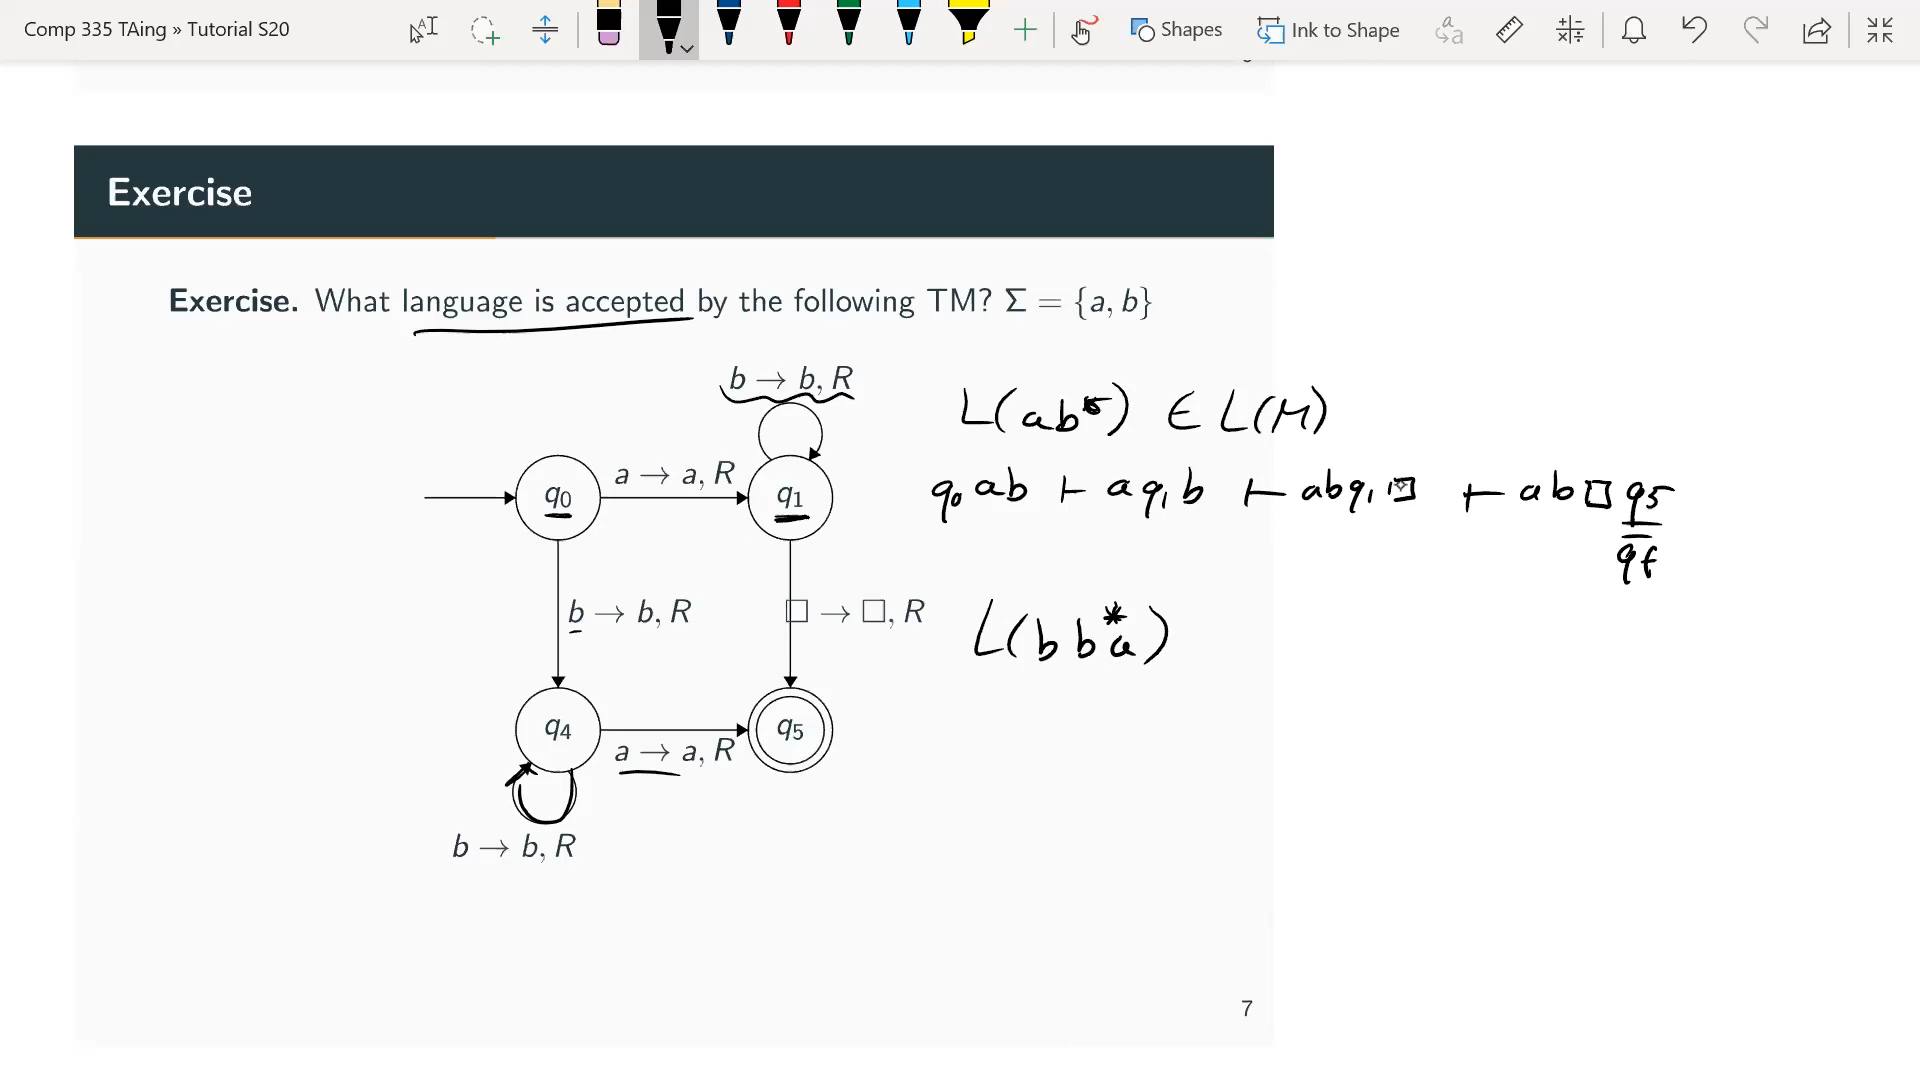 Comp 335 TAing » Tutorial S20
Shapes
Ink to Shape
Exercise
Exercise. What language is accepted by the following TM? Σ = {a, b}
b → b, R
L(ab*) ∈ L(M)
q0 a → a, R q1
q0 ab ⊢ a q1 b ⊢ ab q1 □ ⊢ ab □ q5
qf
b → b, R
□ → □, R
L(b b* a)
q4
q5
a → a, R
b → b, R
7